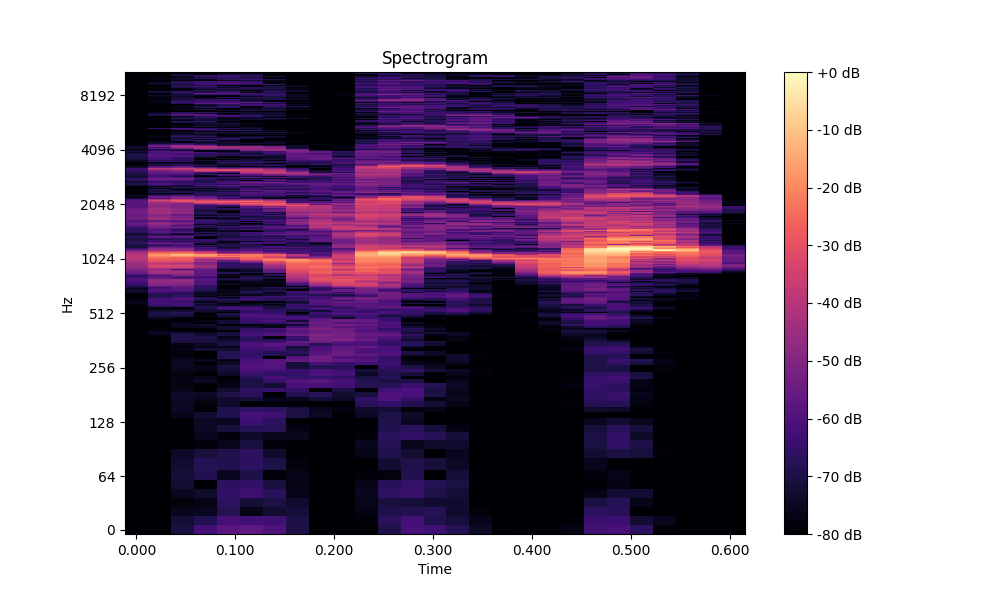 Spectrogram
8192
4096
2048
1024
512
256
128
64
0
Hz
0.000 0.100 0.200 0.300 0.400 0.500 0.600
Time
+0 dB
-10 dB
-20 dB
-30 dB
-40 dB
-50 dB
-60 dB
-70 dB
-80 dB